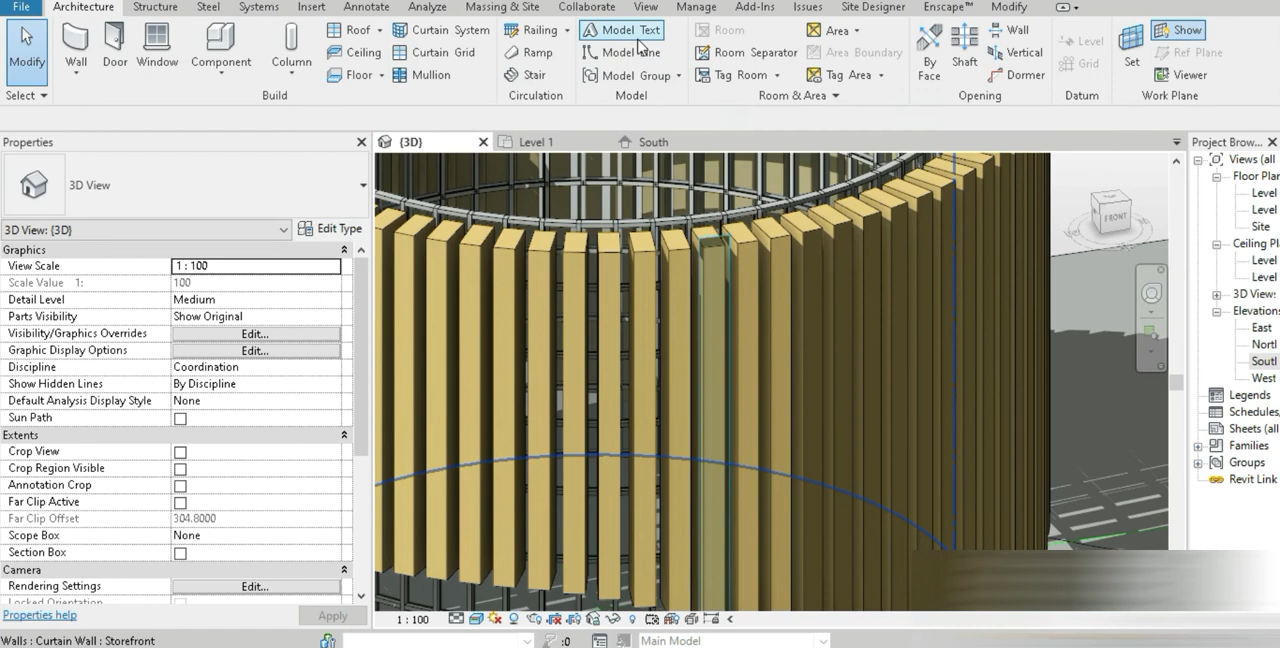 File Architecture Structure Steel Systems Insert Annotate Analyze Massing & Site Collaborate View Manage Add-Ins Issues Site Designer Enscape™ Modify
Modify
Select
Wall
Door
Window
Component
Column
Roof
Ceiling
Floor
Curtain System
Curtain Grid
Mullion
Build
Railing
Ramp
Stair
Circulation
Model Text
Model Line
Model Group
Model
Room
Room Separator
Tag Room
Area
Area Boundary
Tag Area
Room & Area
By Face
Shaft
Wall
Vertical
Dormer
Opening
Level
Grid
Datum
Set
Show
Ref Plane
Viewer
Work Plane
Properties
3D View
3D View: {3D}
Edit Type
Graphics
View Scale 1 : 100
Scale Value 1: 100
Detail Level Medium
Parts Visibility Show Original
Visibility/Graphics Overrides Edit...
Graphic Display Options Edit...
Discipline Coordination
Show Hidden Lines By Discipline
Default Analysis Display Style None
Sun Path
Extents
Crop View
Crop Region Visible
Annotation Crop
Far Clip Active
Far Clip Offset 304.8000
Scope Box None
Section Box
Camera
Rendering Settings Edit...
Locked Orientation
Properties help
Apply
{3D}
Level 1
South
FRONT
Project Brow...
Views (all
Floor Plar
Level
Level
Site
Ceiling Pl
Level
Level
3D View:
Elevation
East
Nortl
Soutl
West
Legends
Schedules,
Sheets (all
Families
Groups
Revit Link
1 : 100
Walls : Curtain Wall : Storefront
:0
Main Model